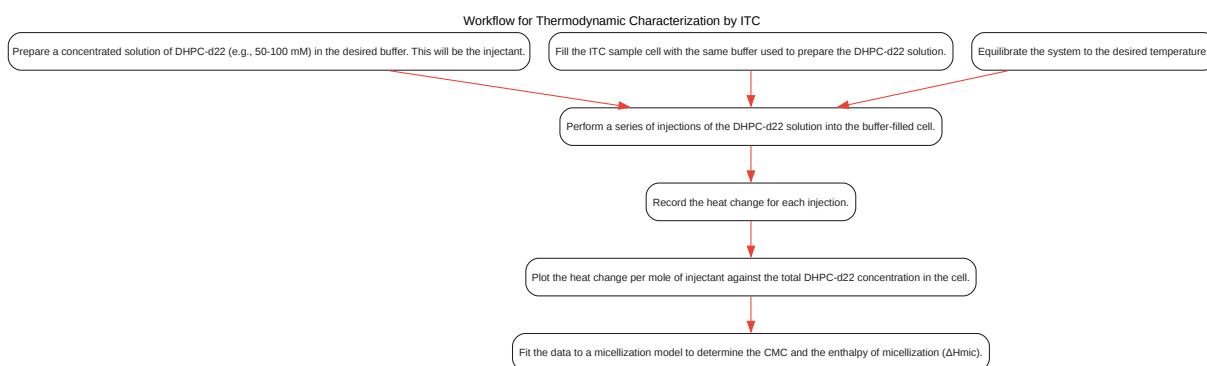 Workflow for Thermodynamic Characterization by ITC
Prepare a concentrated solution of DHPC-d22 (e.g., 50-100 mM) in the desired buffer. This will be the injectant.
Fill the ITC sample cell with the same buffer used to prepare the DHPC-d22 solution.
Equilibrate the system to the desired temperature
Perform a series of injections of the DHPC-d22 solution into the buffer-filled cell.
Record the heat change for each injection.
Plot the heat change per mole of injectant against the total DHPC-d22 concentration in the cell.
Fit the data to a micellization model to determine the CMC and the enthalpy of micellization (ΔHmic).